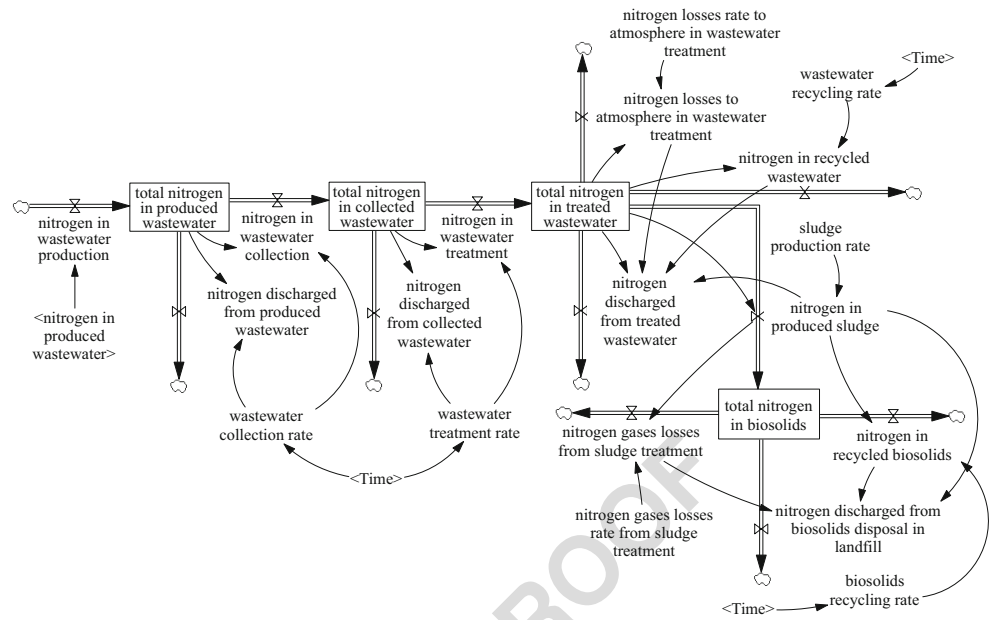 nitrogen losses rate to
atmosphere in wastewater
treatment
<Time>
wastewater
recycling rate
nitrogen losses to
atmosphere in wastewater
treatment
nitrogen in recycled
wastewater
total nitrogen
in produced
wastewater
total nitrogen
in collected
wastewater
total nitrogen
in treated
wastewater
nitrogen in
wastewater
production
nitrogen in
wastewater
collection
nitrogen in
wastewater
treatment
sludge
production rate
nitrogen discharged
from produced
wastewater
nitrogen
discharged
from collected
wastewater
nitrogen
discharged
from treated
wastewater
nitrogen in
produced sludge
<nitrogen in
produced
wastewater>
wastewater
collection rate
wastewater
treatment rate
total nitrogen
in biosolids
nitrogen gases losses
from sludge treatment
nitrogen in
recycled biosolids
<Time>
nitrogen gases losses
rate from sludge
treatment
nitrogen discharged from
biosolids disposal in
landfill
biosolids
recycling rate
<Time>
PROOF